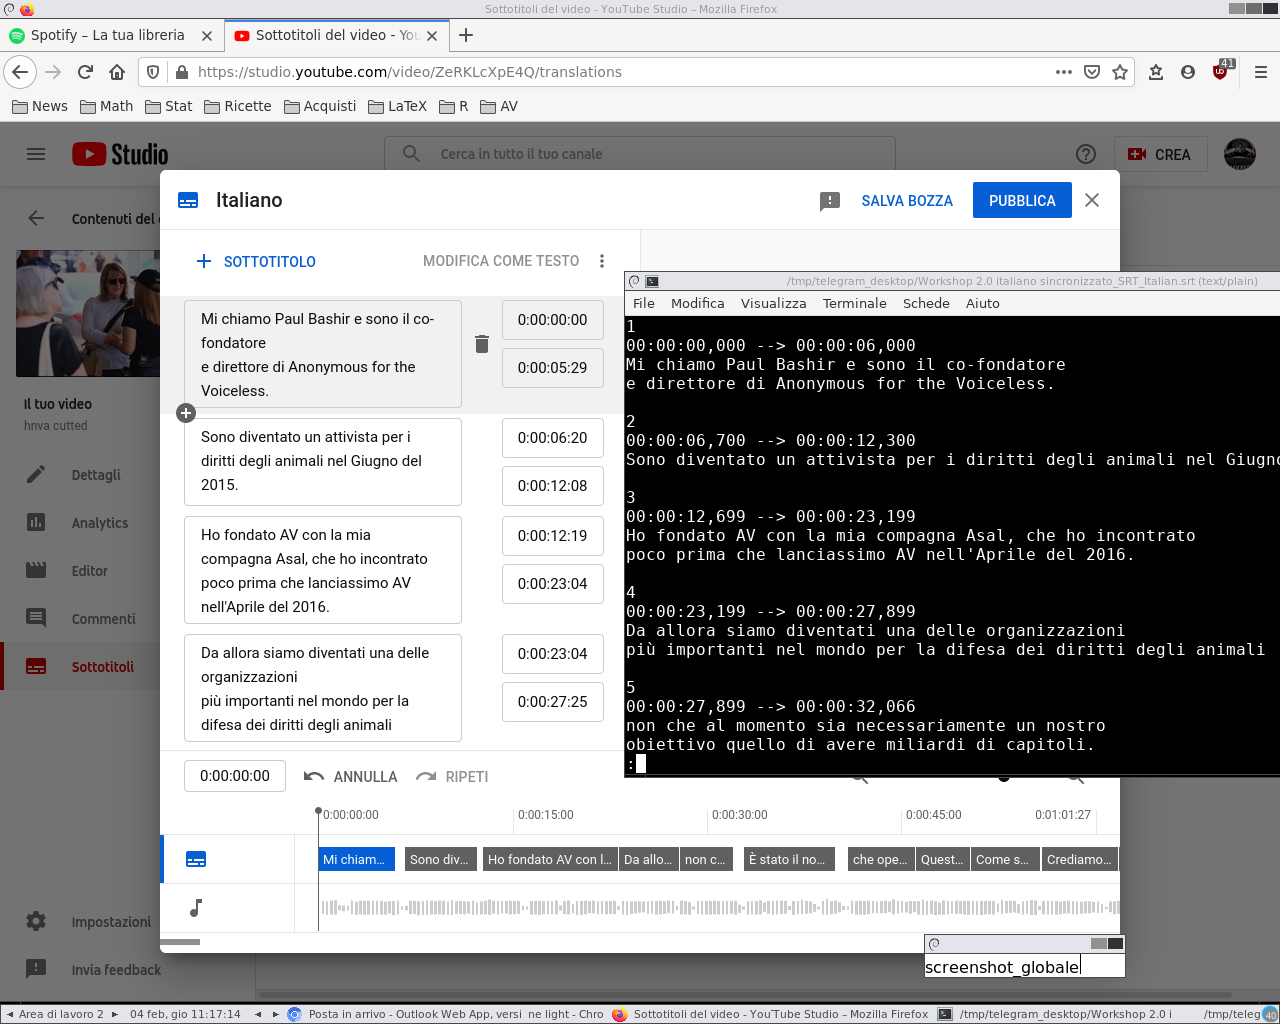 Sottotitoli del video - YouTube Studio – Mozilla Firefox
Spotify – La tua libreria
Sottotitoli del video - You
https://studio.youtube.com/video/ZeRKLcXpE4Q/translations
41
News Math Stat Ricette Acquisti LaTeX R AV
Studio
Cerca in tutto il tuo canale
CREA
Contenuti del
Italiano
SALVA BOZZA
PUBBLICA
SOTTOTITOLO
MODIFICA COME TESTO
Il tuo video
hnva cutted
Dettagli
Analytics
Editor
Commenti
Sottotitoli
Impostazioni
Invia feedback
Mi chiamo Paul Bashir e sono il co-
fondatore
e direttore di Anonymous for the
Voiceless.
0:00:00:00
0:00:05:29
Sono diventato un attivista per i
diritti degli animali nel Giugno del
2015.
0:00:06:20
0:00:12:08
Ho fondato AV con la mia
compagna Asal, che ho incontrato
poco prima che lanciassimo AV
nell'Aprile del 2016.
0:00:12:19
0:00:23:04
Da allora siamo diventati una delle
organizzazioni
più importanti nel mondo per la
difesa dei diritti degli animali
0:00:23:04
0:00:27:25
/tmp/telegram_desktop/Workshop 2.0 italiano sincronizzato_SRT_Italian.srt (text/plain)
File Modifica Visualizza Terminale Schede Aiuto
1
00:00:00,000 --> 00:00:06,000
Mi chiamo Paul Bashir e sono il co-fondatore
e direttore di Anonymous for the Voiceless.
2
00:00:06,700 --> 00:00:12,300
Sono diventato un attivista per i diritti degli animali nel Giugno
3
00:00:12,699 --> 00:00:23,199
Ho fondato AV con la mia compagna Asal, che ho incontrato
poco prima che lanciassimo AV nell'Aprile del 2016.
4
00:00:23,199 --> 00:00:27,899
Da allora siamo diventati una delle organizzazioni
più importanti nel mondo per la difesa dei diritti degli animali
5
00:00:27,899 --> 00:00:32,066
non che al momento sia necessariamente un nostro
obiettivo quello di avere miliardi di capitoli.
:
0:00:00:00
ANNULLA
RIPETI
0:00:00:00 0:00:15:00 0:00:30:00 0:00:45:00 0:01:01:27
Mi chiam... Sono div... Ho fondato AV con l... Da allo... non c... È stato il no... che ope... Quest... Come s... Crediamo...
screenshot_globale
Area di lavoro 2
04 feb, gio 11:17:14
Posta in arrivo - Outlook Web App, versi ne light - Chro
Sottotitoli del video - YouTube Studio – Mozilla Firefox
/tmp/telegram_desktop/Workshop 2.0 i
/tmp/teleg
40